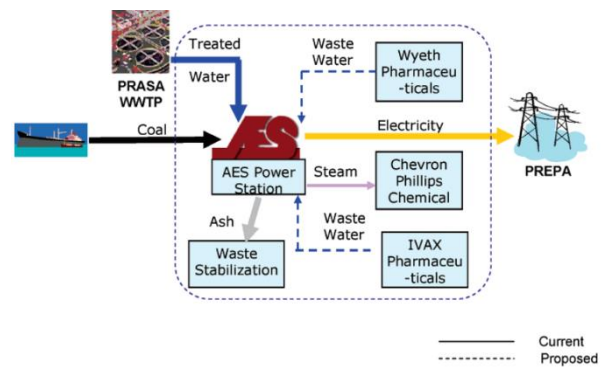 Treated
Water
PRASA
WWTP
Waste
Water
Wyeth
Pharmaceu
-ticals
Coal
AES
Electricity
PREPA
AES Power
Station
Steam
Chevron
Phillips
Chemical
Ash
Waste
Water
Waste
Stabilization
IVAX
Pharmaceu
-ticals
Current
Proposed